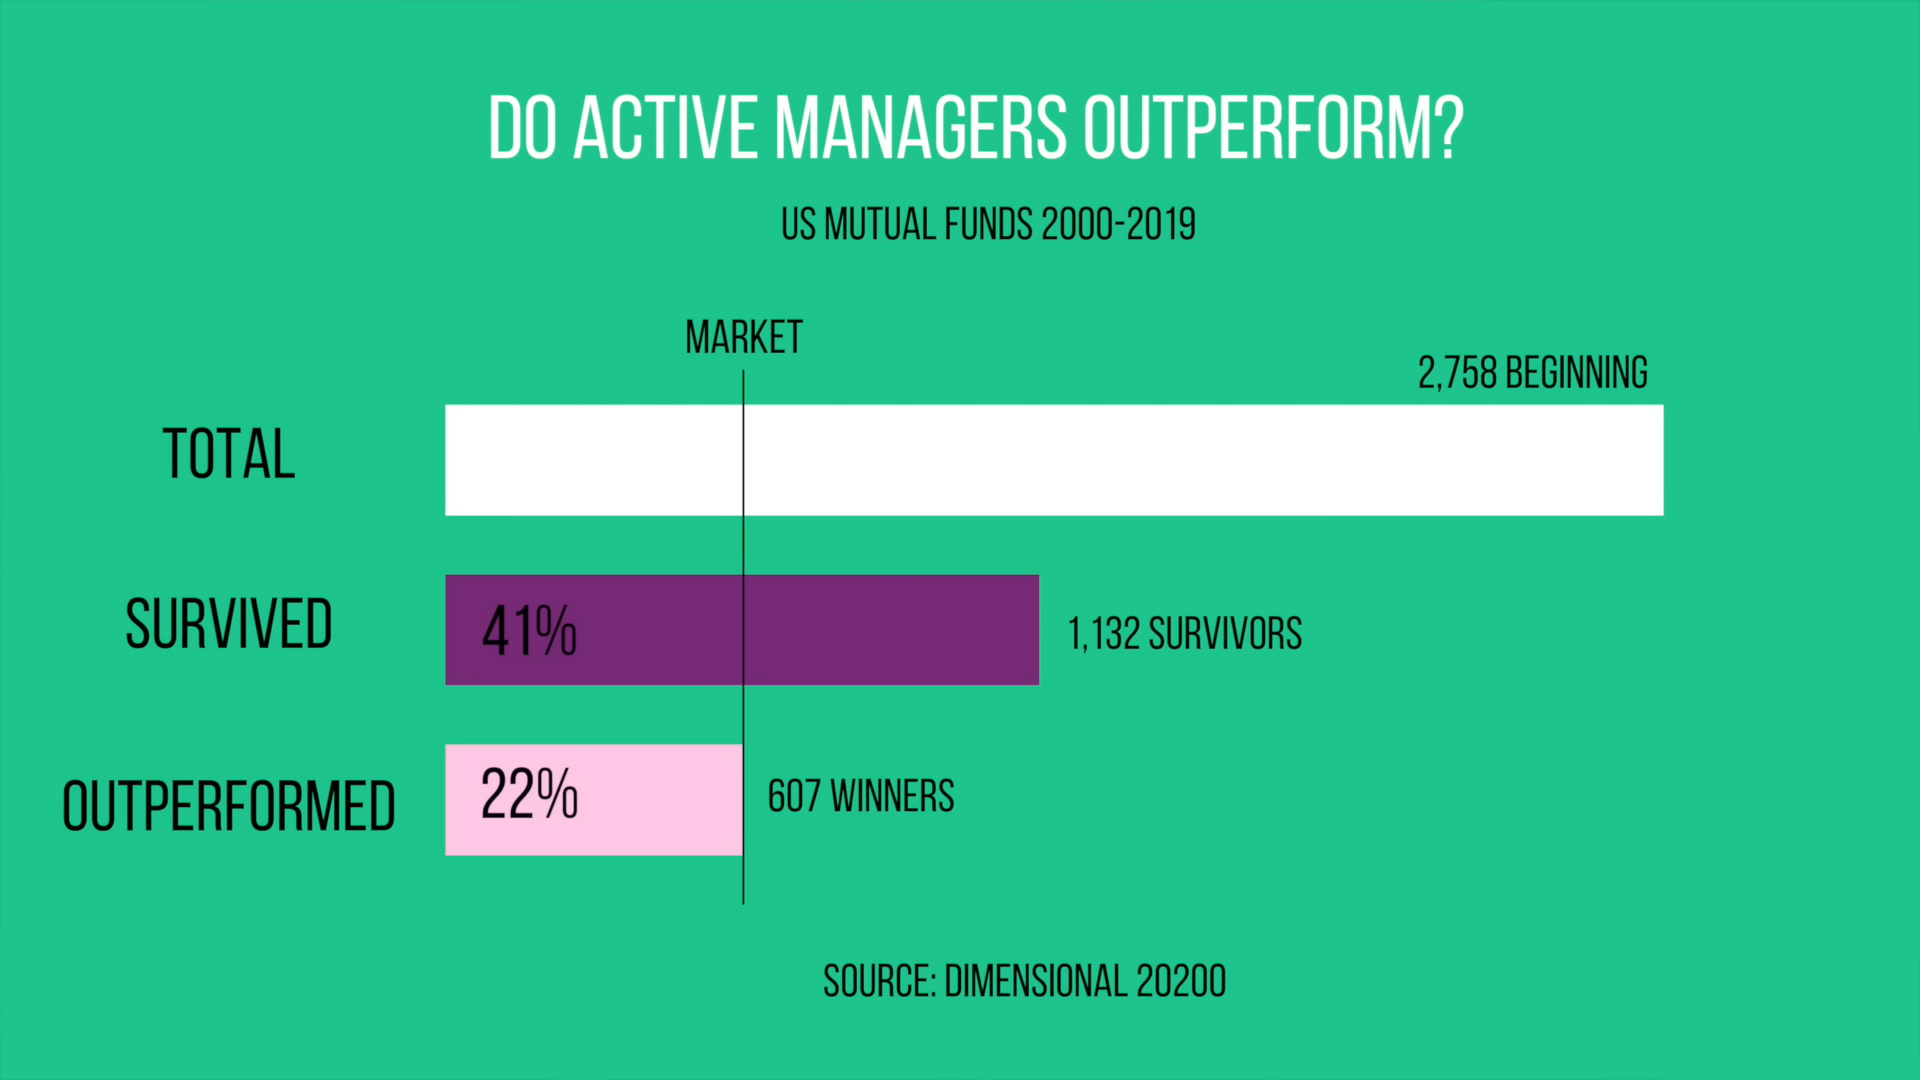 DO ACTIVE MANAGERS OUTPERFORM?
US MUTUAL FUNDS 2000-2019
MARKET
2,758 BEGINNING
TOTAL
SURVIVED
41%
1,132 SURVIVORS
OUTPERFORMED
22%
607 WINNERS
SOURCE: DIMENSIONAL 20200